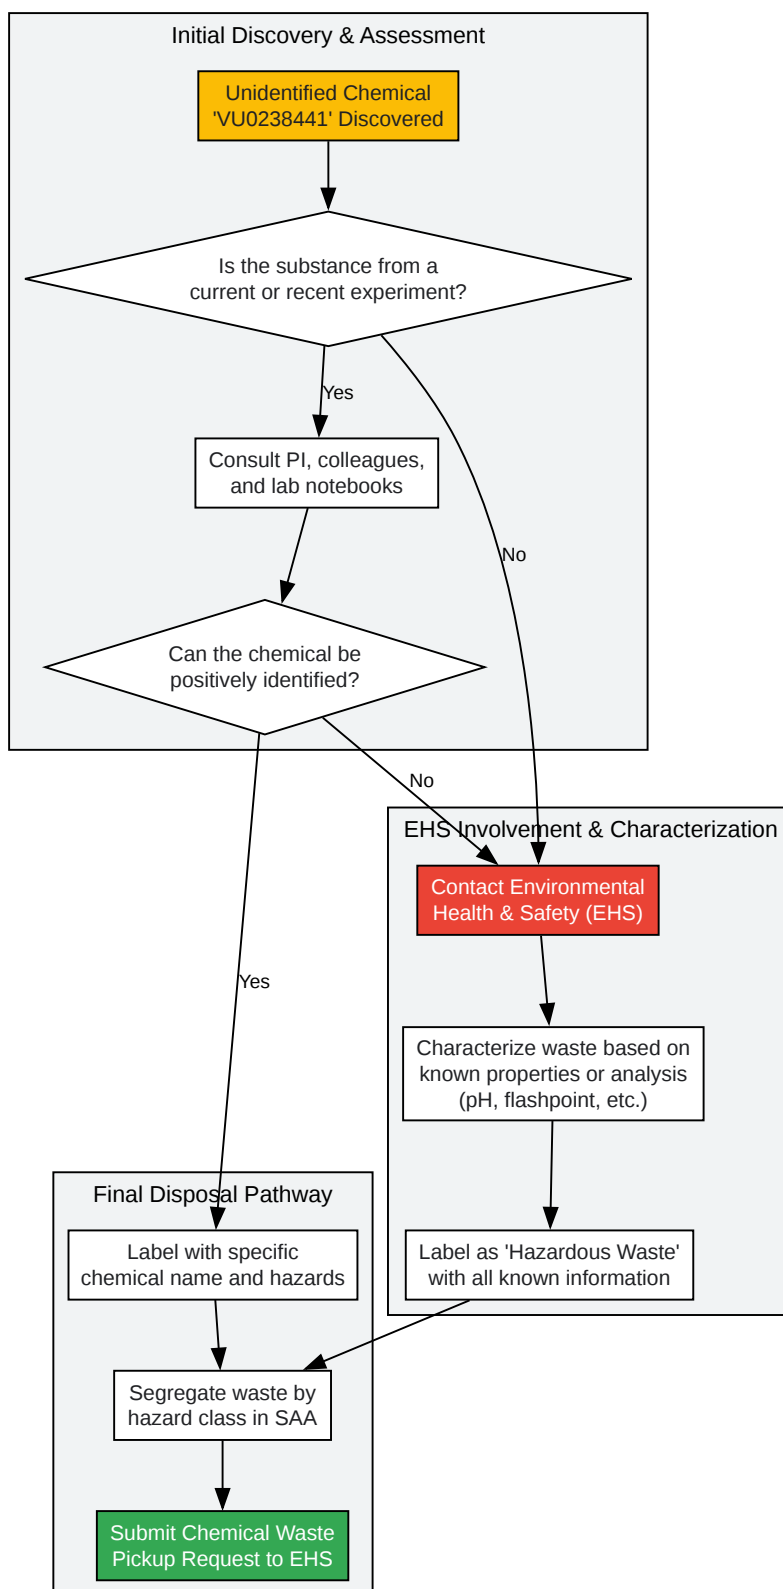 Initial Discovery & Assessment
Unidentified Chemical
'VU0238441' Discovered
Is the substance from a
current or recent experiment?
Yes
Consult PI, colleagues,
and lab notebooks
No
Can the chemical be
positively identified?
No
EHS Involvement & Characterization
Contact Environmental
Health & Safety (EHS)
Yes
Characterize waste based on
known properties or analysis
(pH, flashpoint, etc.)
Final Disposal Pathway
Label with specific
chemical name and hazards
Label as 'Hazardous Waste'
with all known information
Segregate waste by
hazard class in SAA
Submit Chemical Waste
Pickup Request to EHS